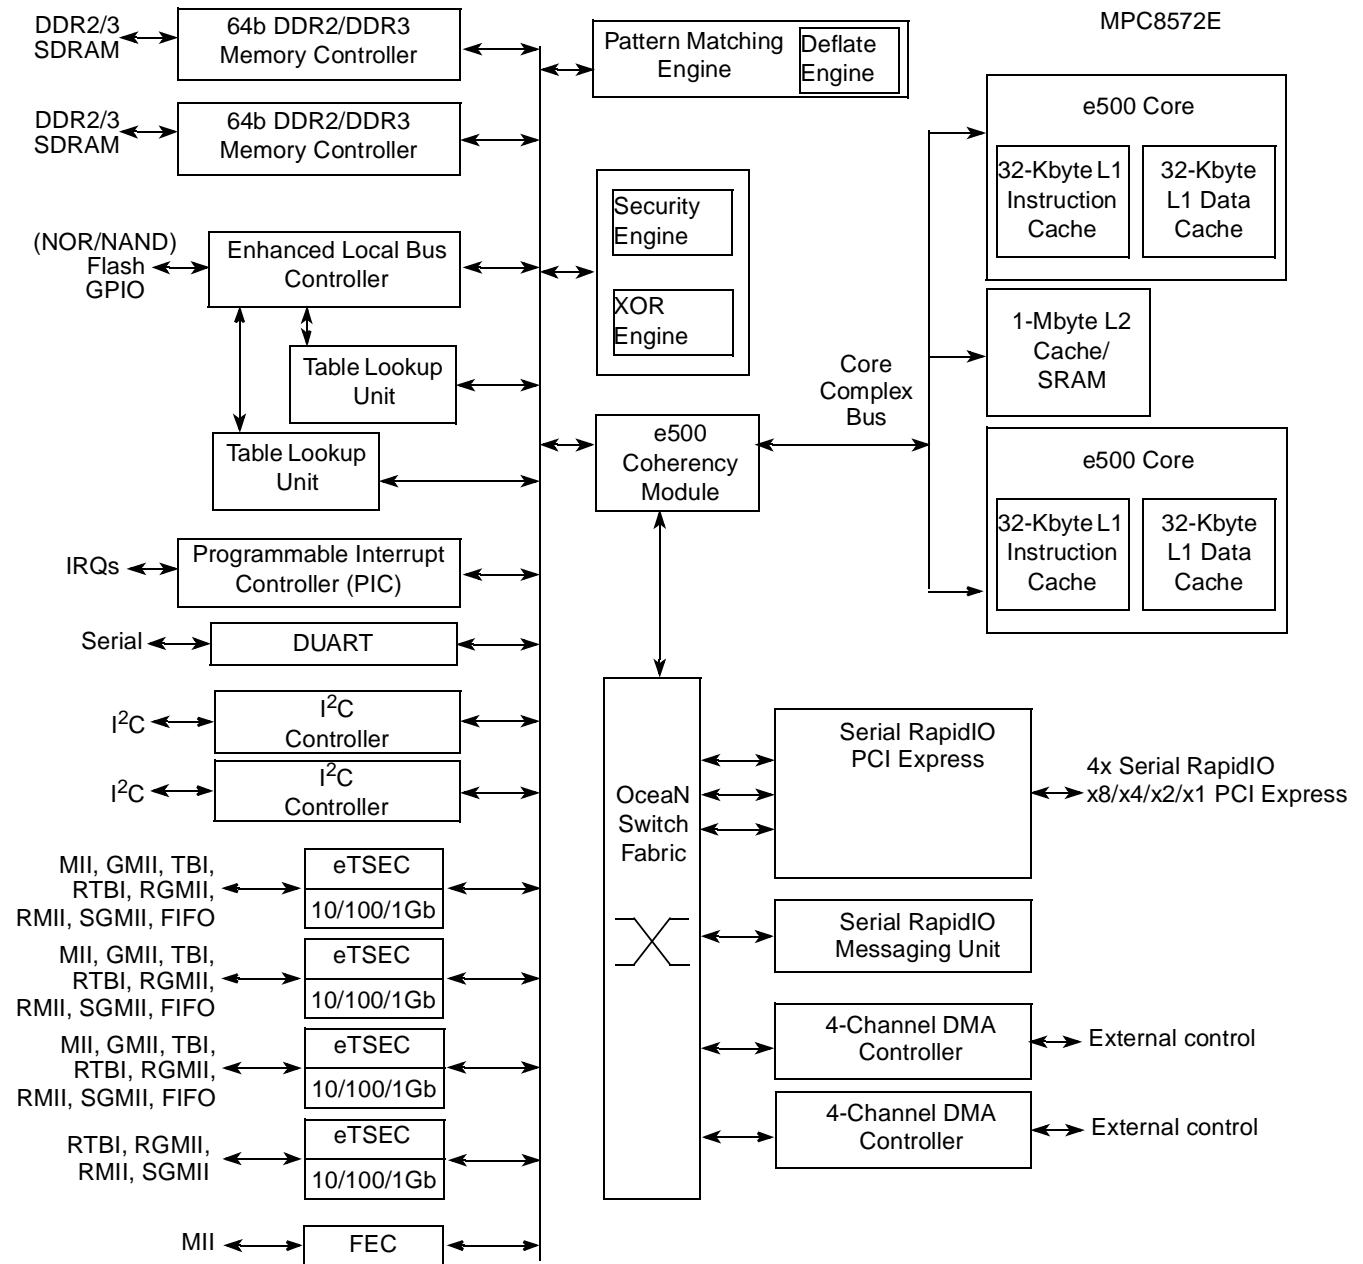 MPC8572E
DDR2/3
SDRAM
64b DDR2/DDR3
Memory Controller
DDR2/3
SDRAM
64b DDR2/DDR3
Memory Controller
(NOR/NAND)
Flash
GPIO
Enhanced Local Bus
Controller
Table Lookup
Unit
Table Lookup
Unit
IRQs
Programmable Interrupt
Controller (PIC)
Serial
DUART
I²C
I²C
Controller
I²C
I²C
Controller
MII, GMII, TBI,
RTBI, RGMII,
RMII, SGMII, FIFO
eTSEC
10/100/1Gb
MII, GMII, TBI,
RTBI, RGMII,
RMII, SGMII, FIFO
eTSEC
10/100/1Gb
MII, GMII, TBI,
RTBI, RGMII,
RMII, SGMII, FIFO
eTSEC
10/100/1Gb
RTBI, RGMII,
RMII, SGMII
eTSEC
10/100/1Gb
MII
FEC
Pattern Matching
Engine
Deflate
Engine
Security
Engine
XOR
Engine
e500
Coherency
Module
Core
Complex
Bus
e500 Core
32-Kbyte L1
Instruction
Cache
32-Kbyte
L1 Data
Cache
1-Mbyte L2
Cache/
SRAM
e500 Core
32-Kbyte L1
Instruction
Cache
32-Kbyte
L1 Data
Cache
OceaN
Switch
Fabric
Serial RapidIO
PCI Express
4x Serial RapidIO
x8/x4/x2/x1 PCI Express
Serial RapidIO
Messaging Unit
4-Channel DMA
Controller
External control
4-Channel DMA
Controller
External control